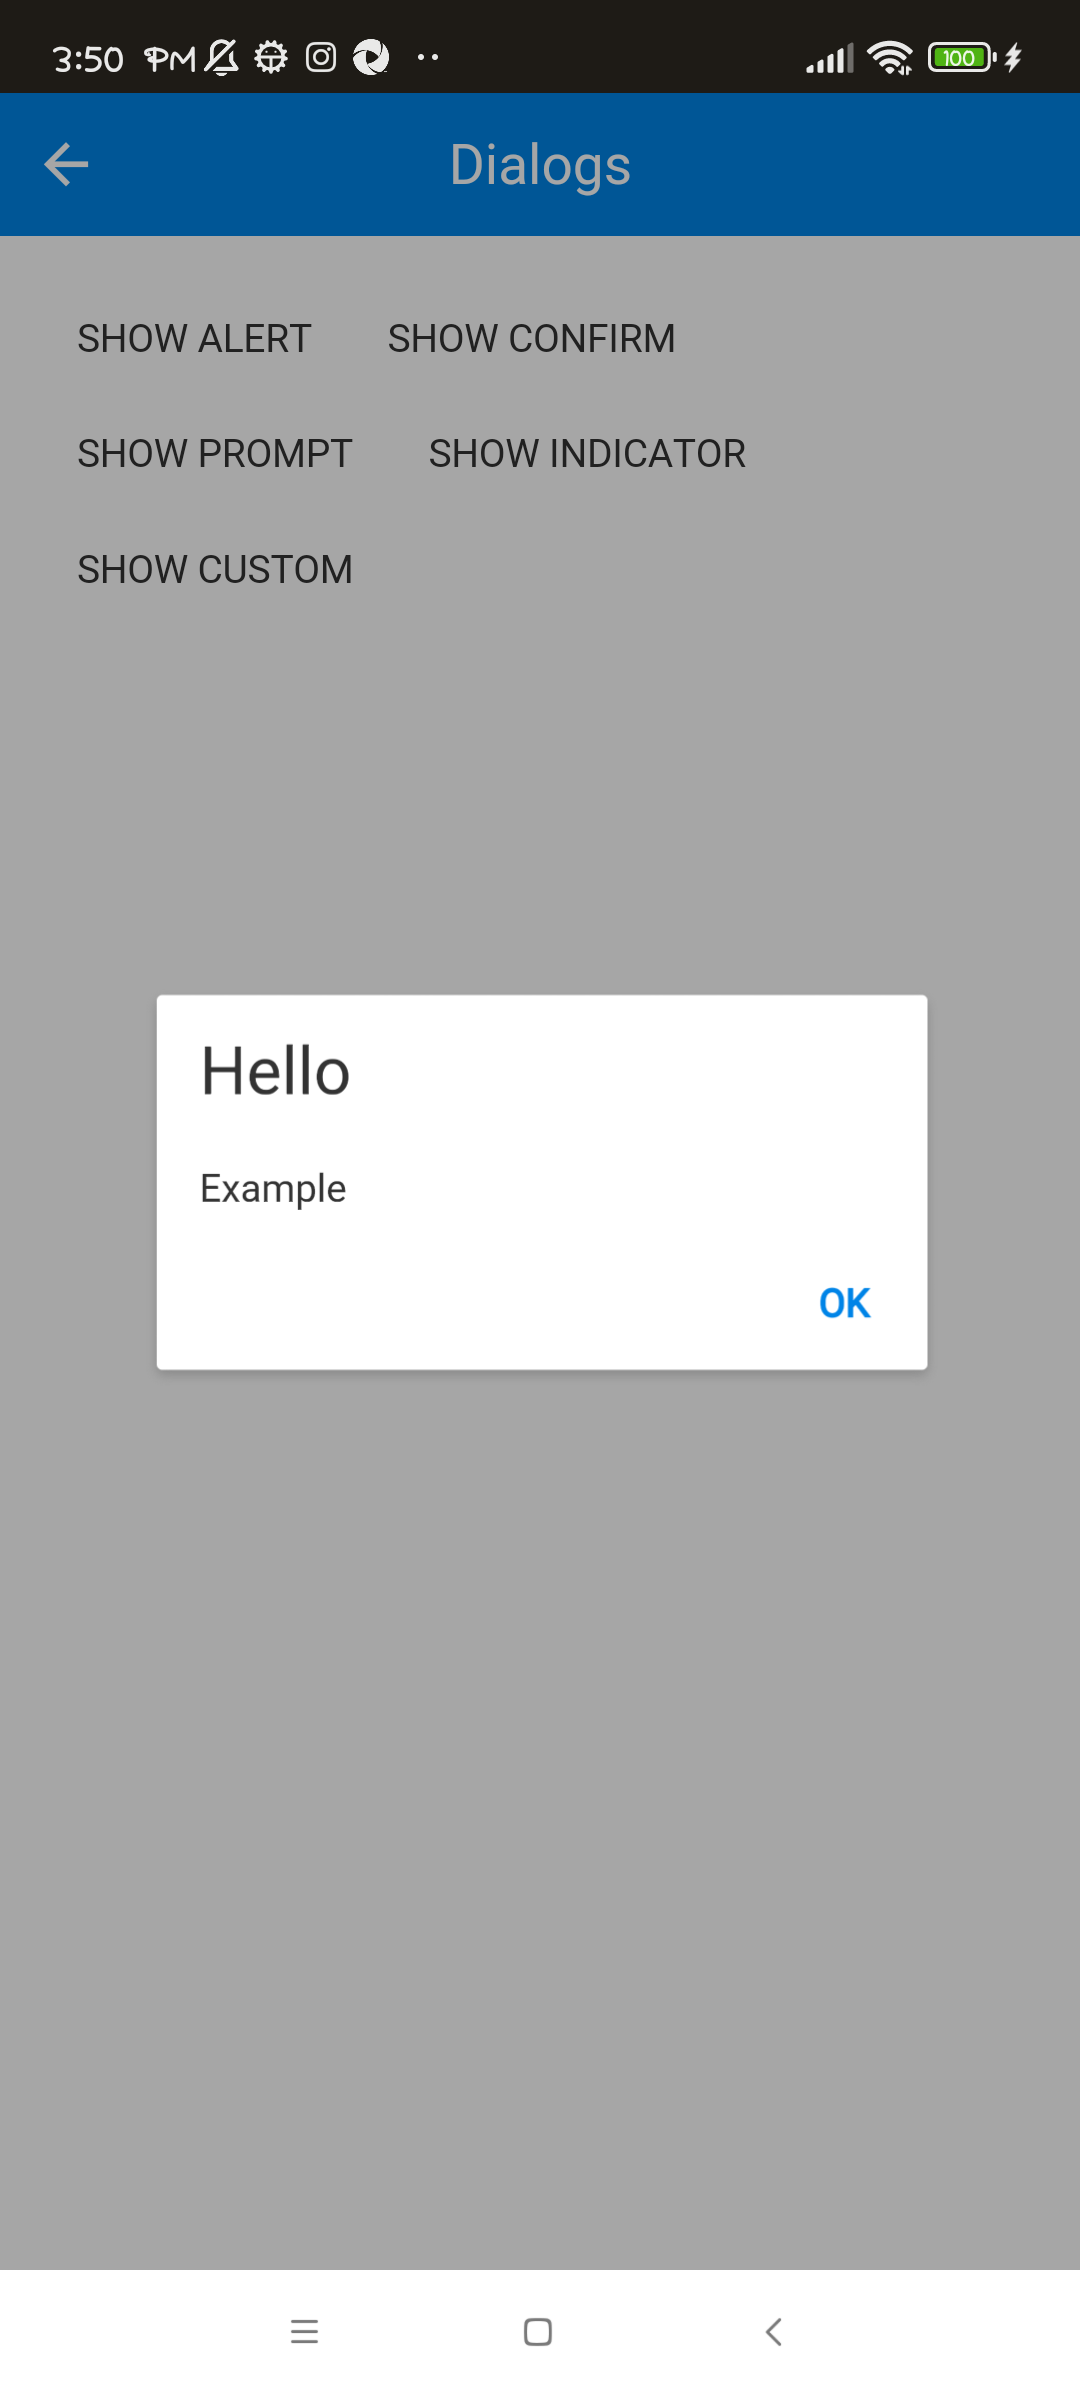 3:50 PM
100
Dialogs
SHOW ALERT SHOW CONFIRM
SHOW PROMPT SHOW INDICATOR
SHOW CUSTOM
Hello
Example
OK